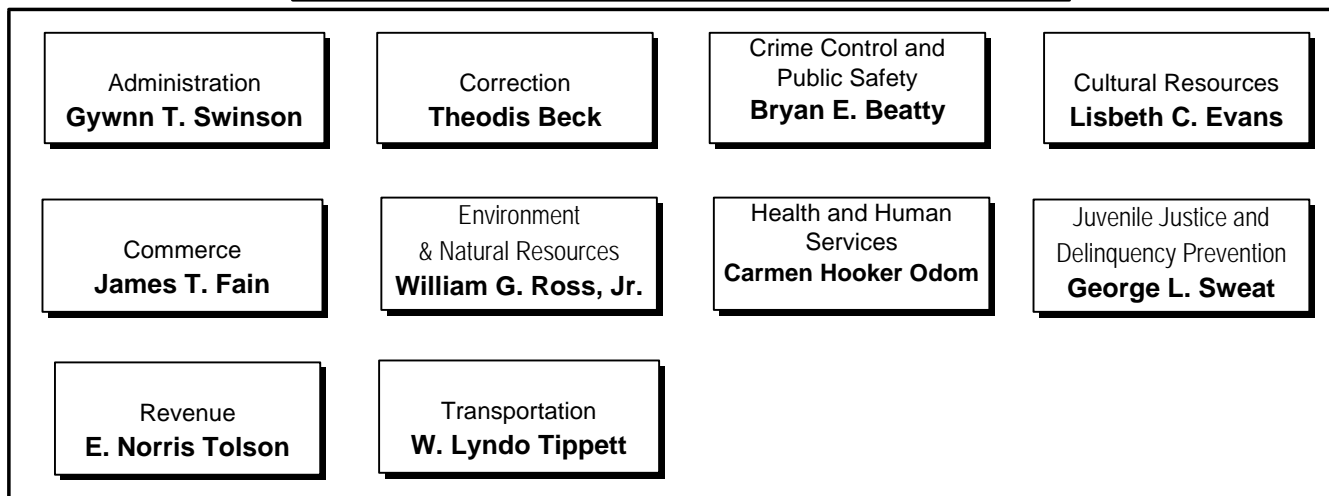 Administration
Gywnn T. Swinson
Correction
Theodis Beck
Crime Control and
Public Safety
Bryan E. Beatty
Cultural Resources
Lisbeth C. Evans
Commerce
James T. Fain
Environment
& Natural Resources
William G. Ross, Jr.
Health and Human
Services
Carmen Hooker Odom
Juvenile Justice and
Delinquency Prevention
George L. Sweat
Revenue
E. Norris Tolson
Transportation
W. Lyndo Tippett